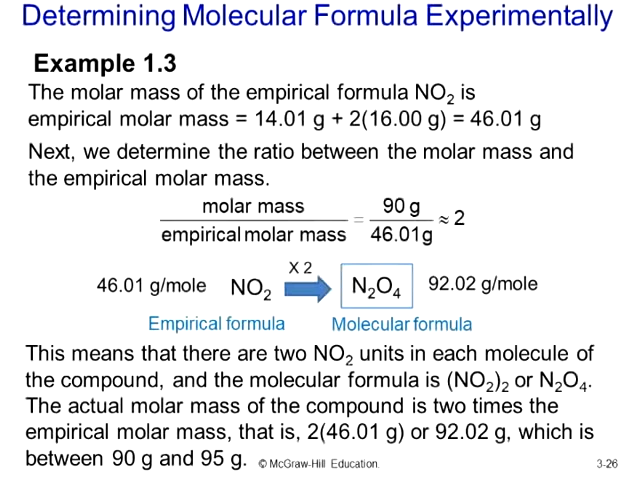 Determining Molecular Formula Experimentally
Example 1.3
The molar mass of the empirical formula NO₂ is
empirical molar mass = 14.01 g + 2(16.00 g) = 46.01 g
Next, we determine the ratio between the molar mass and
the empirical molar mass.
molar mass / empirical molar mass = 90 g / 46.01g ≈ 2
X 2
46.01 g/mole NO₂ N₂O₄ 92.02 g/mole
Empirical formula Molecular formula
This means that there are two NO₂ units in each molecule of
the compound, and the molecular formula is (NO₂)₂ or N₂O₄.
The actual molar mass of the compound is two times the
empirical molar mass, that is, 2(46.01 g) or 92.02 g, which is
between 90 g and 95 g. © McGraw-Hill Education. 3-26